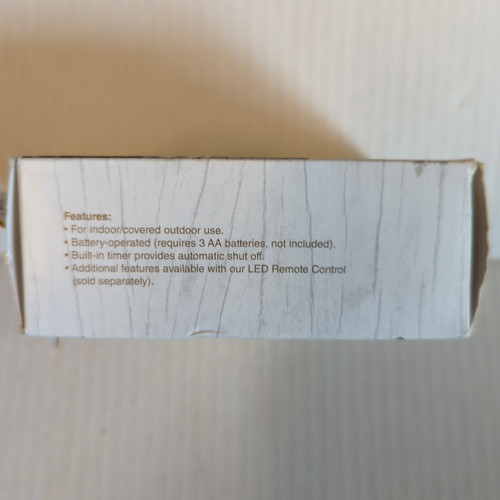 Features:
• For indoor/covered outdoor use.
• Battery-operated (requires 3 AA batteries, not included).
• Built-in timer provides automatic shut off.
• Additional features available with our LED Remote Control
(sold separately).